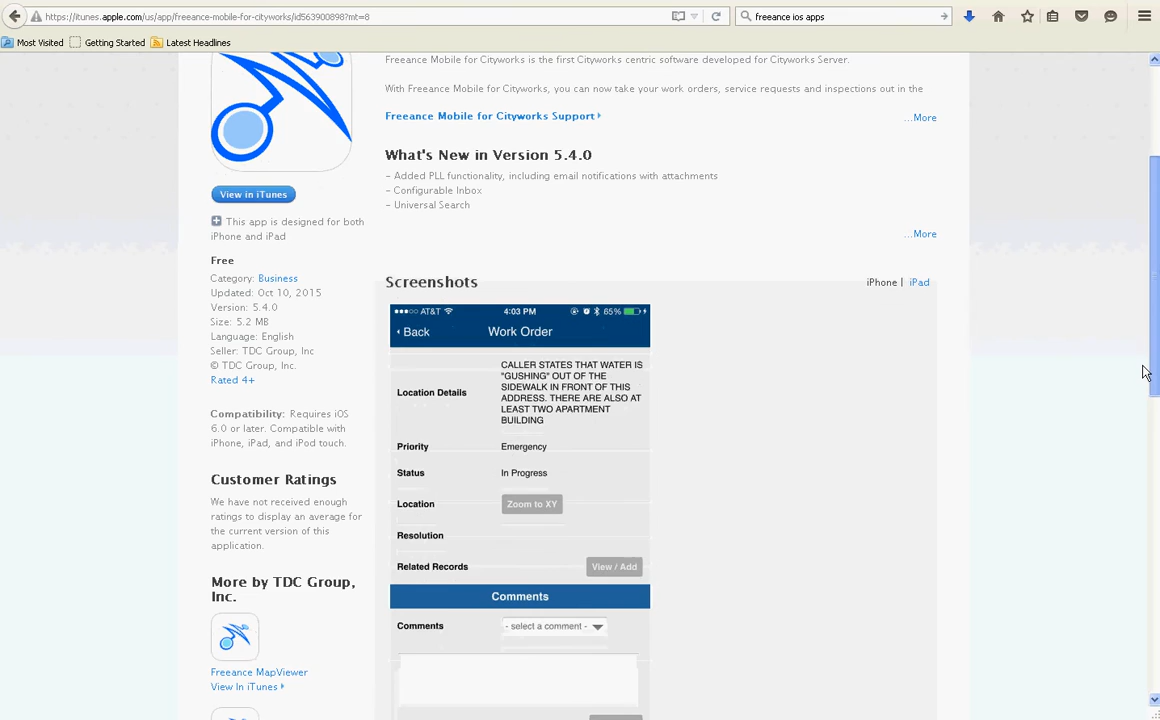 https://itunes.apple.com/us/app/freeance-mobile-for-cityworks/id563900898?mt=8
freeance ios apps
Most Visited
Getting Started
Latest Headlines
Freeance Mobile for Cityworks is the first Cityworks centric software developed for Cityworks Server.
With Freeance Mobile for Cityworks, you can now take your work orders, service requests and inspections out in the
Freeance Mobile for Cityworks Support
...More
What's New in Version 5.4.0
- Added PLL functionality, including email notifications with attachments
- Configurable Inbox
- Universal Search
...More
View in iTunes
This app is designed for both
iPhone and iPad
Free
Category: Business
Updated: Oct 10, 2015
Version: 5.4.0
Size: 5.2 MB
Language: English
Seller: TDC Group, Inc
© TDC Group, Inc.
Rated 4+
Compatibility: Requires iOS
6.0 or later. Compatible with
iPhone, iPad, and iPod touch.
Customer Ratings
We have not received enough
ratings to display an average for
the current version of this
application.
More by TDC Group,
Inc.
Freeance MapViewer
View In iTunes
Screenshots
iPhone | iPad
AT&T 4:03 PM 65%
Back Work Order
Location Details
CALLER STATES THAT WATER IS
"GUSHING" OUT OF THE
SIDEWALK IN FRONT OF THIS
ADDRESS. THERE ARE ALSO AT
LEAST TWO APARTMENT
BUILDING
Priority Emergency
Status In Progress
Location Zoom to XY
Resolution
Related Records View / Add
Comments
Comments - select a comment -